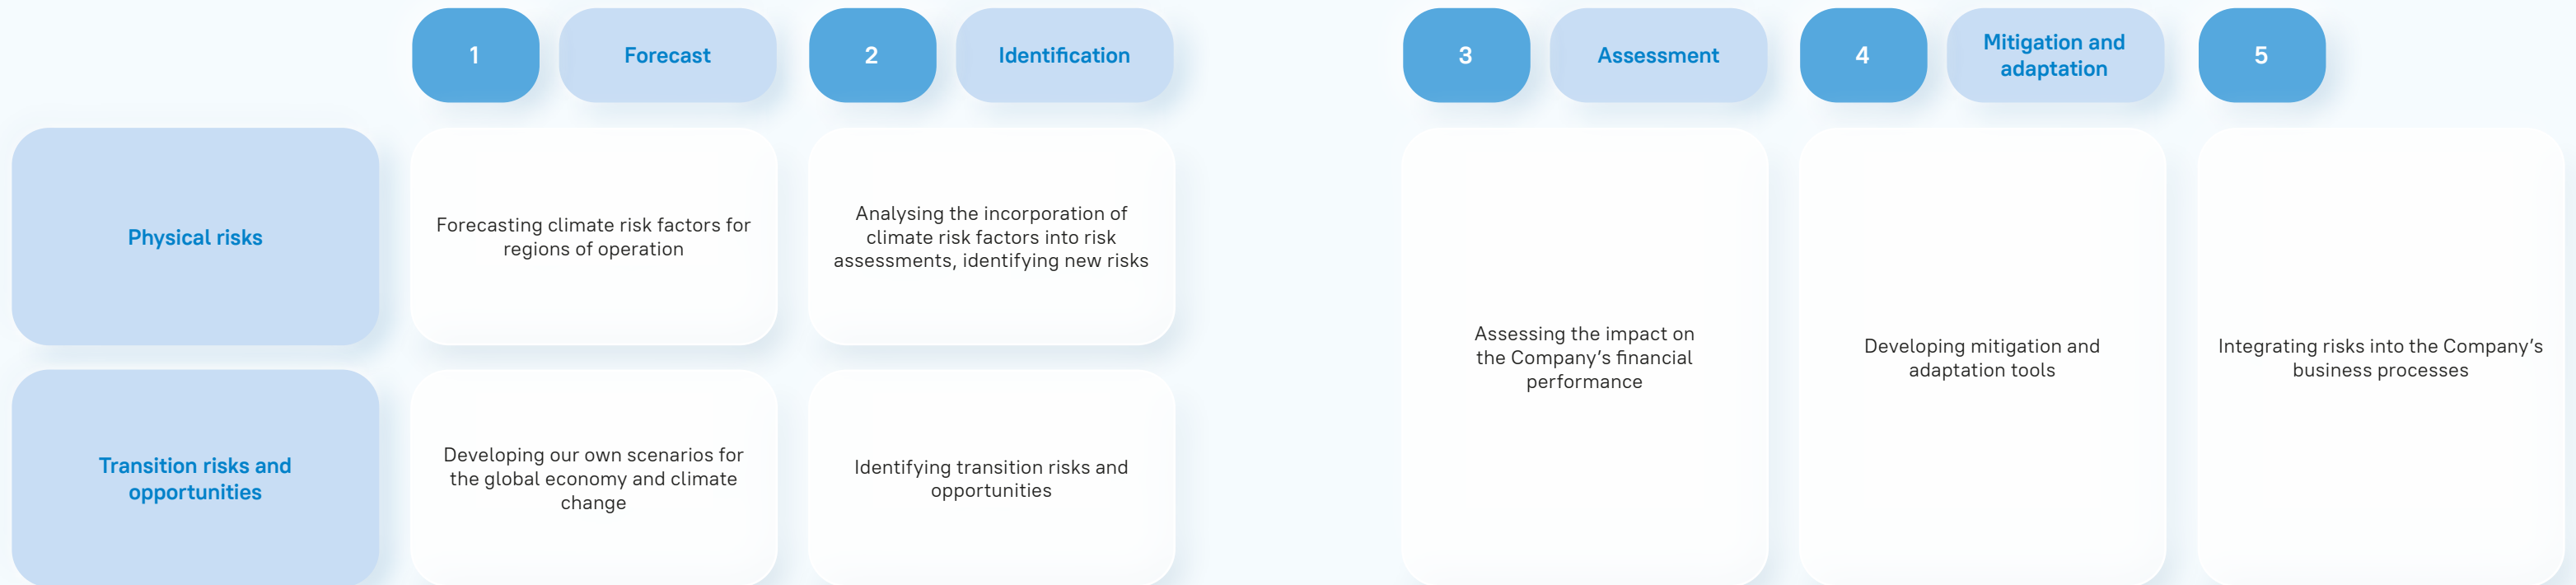 1
Forecast
2
Identification
3
Assessment
4
Mitigation and
adaptation
5
Physical risks
Forecasting climate risk factors for
regions of operation
Analysing the incorporation of
climate risk factors into risk
assessments, identifying new risks
Transition risks and
opportunities
Developing our own scenarios for
the global economy and climate
change
Identifying transition risks and
opportunities
Assessing the impact on
the Company’s financial
performance
Developing mitigation and
adaptation tools
Integrating risks into the Company’s
business processes